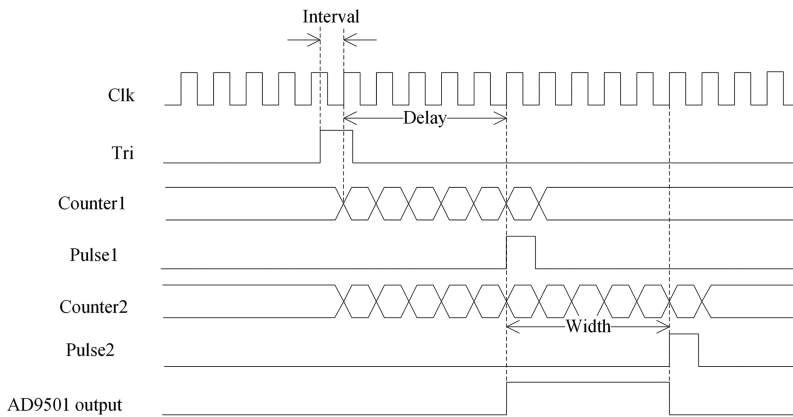 Interval
Clk
Delay
Tri
Counter1
Pulse1
Counter2
Width
Pulse2
AD9501 output